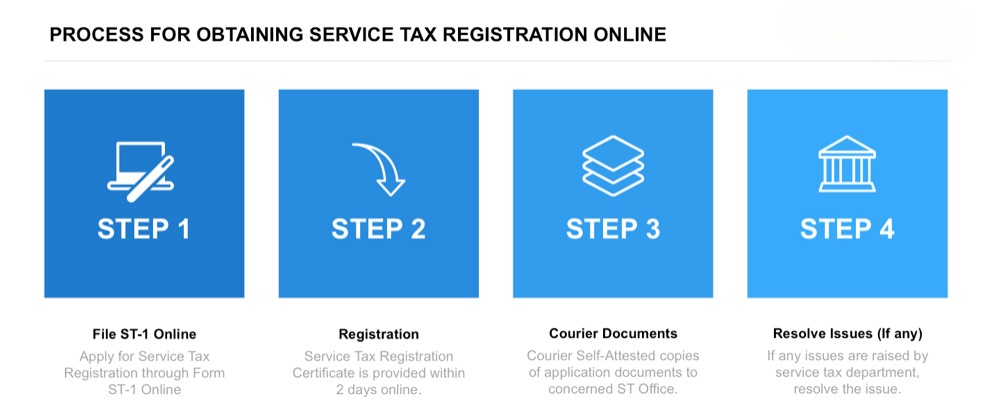 PROCESS FOR OBTAINING SERVICE TAX REGISTRATION ONLINE
STEP 1
STEP 2
STEP 3
STEP 4
File ST-1 Online
Apply for Service Tax
Registration through Form
ST-1 Online
Registration
Service Tax Registration
Certificate is provided within
2 days online.
Courier Documents
Courier Self-Attested copies
of application documents to
concerned ST Office.
Resolve Issues (If any)
If any issues are raised by
service tax department,
resolve the issue.